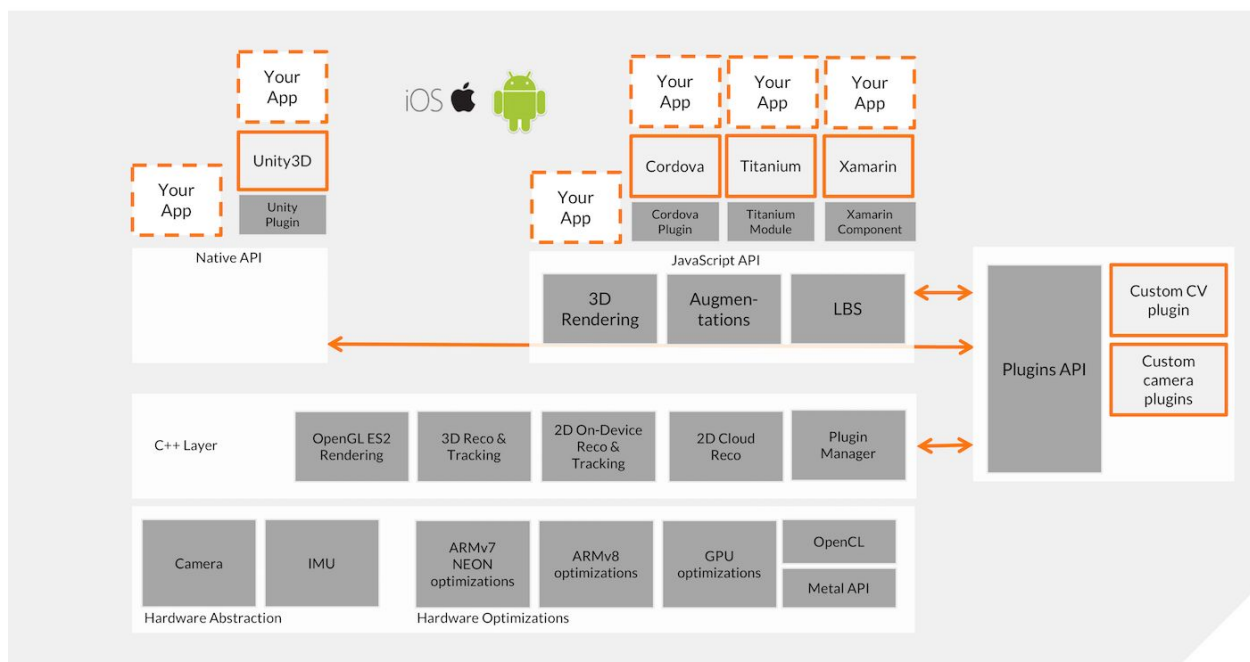 Your
App
Unity3D
Your
App
Unity
Plugin
iOS
Your
App
Your
App
Your
App
Cordova
Titanium
Xamarin
Your
App
Cordova
Plugin
Titanium
Module
Xamarin
Component
Native API
JavaScript API
3D
Rendering
Augmen-
tations
LBS
Plugins API
Custom CV
plugin
Custom
camera
plugins
C++ Layer
OpenGL ES2
Rendering
3D Reco &
Tracking
2D On-Device
Reco &
Tracking
2D Cloud
Reco
Plugin
Manager
Camera
IMU
ARMv7
NEON
optimizations
ARMv8
optimizations
GPU
optimizations
OpenCL
Metal API
Hardware Abstraction
Hardware Optimizations